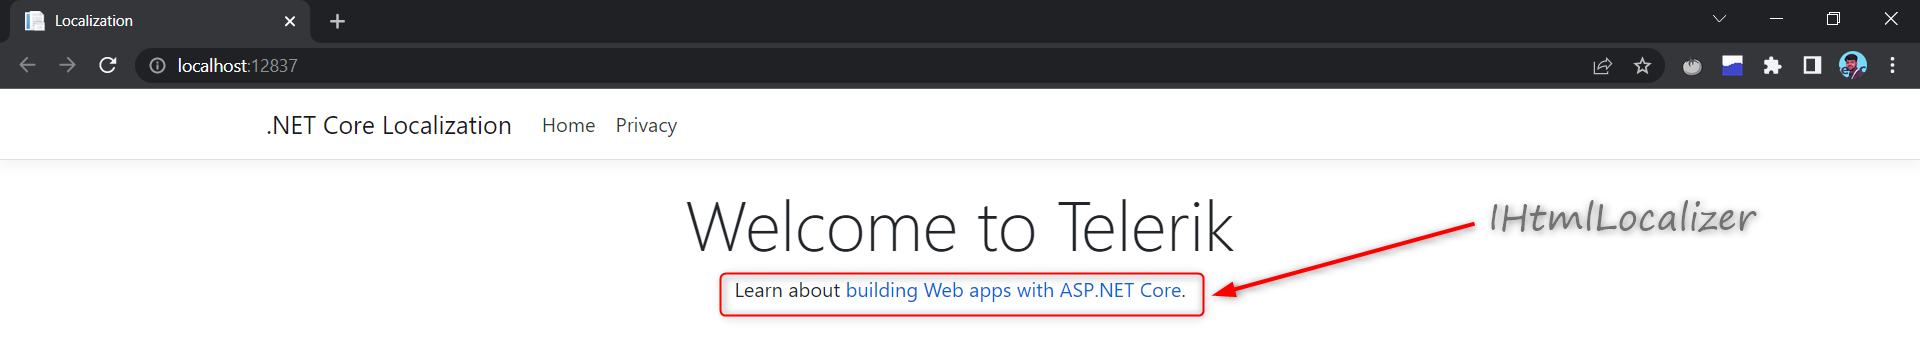 Localization
localhost:12837
.NET Core Localization Home Privacy
Welcome to Telerik
IHtmlLocalizer
Learn about building Web apps with ASP.NET Core.